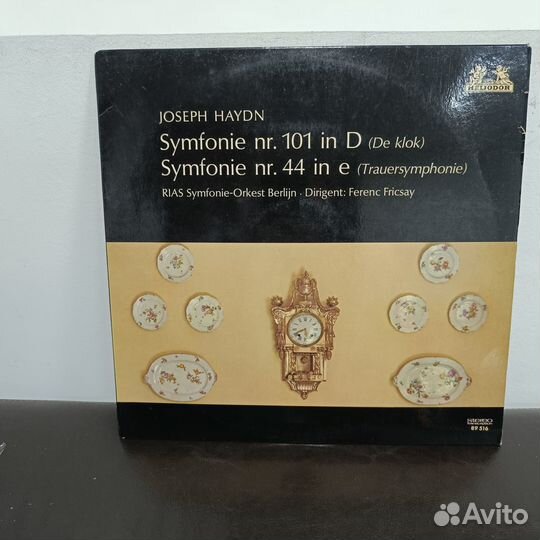 HELIODOR
JOSEPH HAYDN
Symfonie nr. 101 in D (De klok)
Symfonie nr. 44 in e (Trauersymphonie)
RIAS Symfonie-Orkest Berlijn · Dirigent: Ferenc Fricsay
STEREO
89 516
Avito